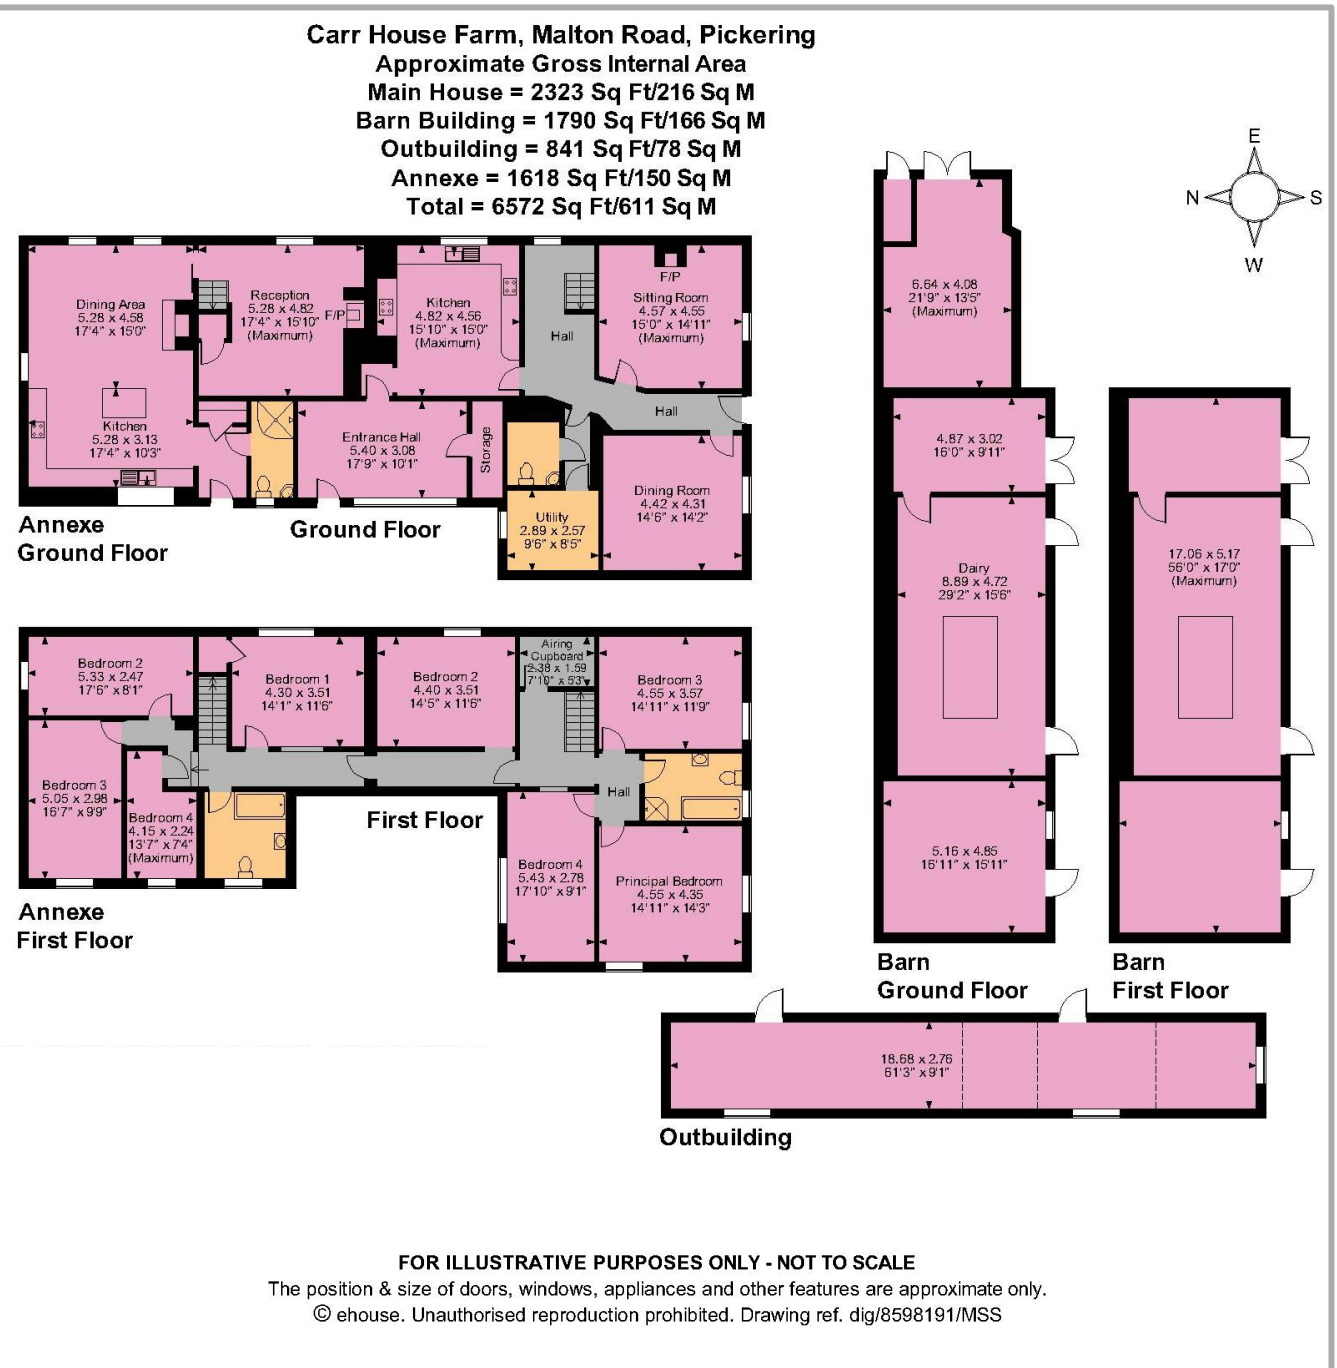 Carr House Farm, Malton Road, Pickering
Approximate Gross Internal Area
Main House = 2323 Sq Ft/216 Sq M
Barn Building = 1790 Sq Ft/166 Sq M
Outbuilding = 841 Sq Ft/78 Sq M
Annexe = 1618 Sq Ft/150 Sq M
Total = 6572 Sq Ft/611 Sq M
E
N
S
W
Dining Area
5.28 x 4.58
17'4" x 15'0"
Reception
5.28 x 4.82
17'4" x 15'10"
(Maximum)
F/P
Kitchen
4.82 x 4.56
15'10" x 15'0"
(Maximum)
Hall
F/P
Sitting Room
4.57 x 4.55
15'0" x 14'11"
(Maximum)
Hall
Kitchen
5.28 x 3.13
17'4" x 10'3"
Entrance Hall
5.40 x 3.08
17'9" x 10'1"
Storage
Utility
2.89 x 2.57
9'6" x 8'5"
Dining Room
4.42 x 4.31
14'6" x 14'2"
Annexe
Ground Floor
Ground Floor
Bedroom 2
5.33 x 2.47
17'6" x 8'1"
Bedroom 1
4.30 x 3.51
14'1" x 11'6"
Bedroom 2
4.40 x 3.51
14'5" x 11'6"
Airing
Cupboard
2.38 x 1.59
7'10" x 5'3"
Bedroom 3
4.55 x 3.57
14'11" x 11'9"
Bedroom 3
5.05 x 2.98
16'7" x 9'9"
Bedroom 4
4.15 x 2.24
13'7" x 7'4"
(Maximum)
Hall
Bedroom 4
5.43 x 2.78
17'10" x 9'1"
Principal Bedroom
4.55 x 4.35
14'11" x 14'3"
First Floor
Annexe
First Floor
6.64 x 4.08
21'9" x 13'5"
(Maximum)
4.87 x 3.02
16'0" x 9'11"
Dairy
8.89 x 4.72
29'2" x 15'6"
5.16 x 4.85
16'11" x 15'11"
Barn
Ground Floor
17.06 x 5.17
56'0" x 17'0"
(Maximum)
Barn
First Floor
18.68 x 2.76
61'3" x 9'1"
Outbuilding
FOR ILLUSTRATIVE PURPOSES ONLY - NOT TO SCALE
The position & size of doors, windows, appliances and other features are approximate only.
© ehouse. Unauthorised reproduction prohibited. Drawing ref. dig/8598191/MSS